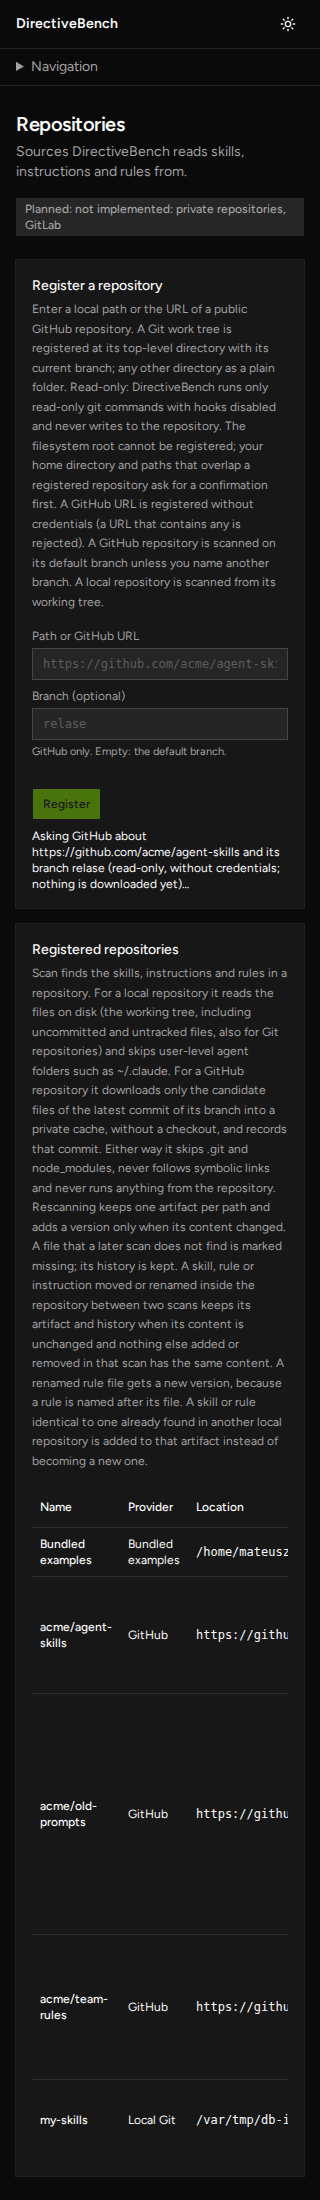 DirectiveBench
Navigation
Repositories
Sources DirectiveBench reads skills,
instructions and rules from.
Planned: not implemented: private repositories,
GitLab
Register a repository
Enter a local path or the URL of a public
GitHub repository. A Git work tree is
registered at its top-level directory with its
current branch; any other directory as a plain
folder. Read-only: DirectiveBench runs only
read-only git commands with hooks disabled
and never writes to the repository. The
filesystem root cannot be registered; your
home directory and paths that overlap a
registered repository ask for a confirmation
first. A GitHub URL is registered without
credentials (a URL that contains any is
rejected). A GitHub repository is scanned on
its default branch unless you name another
branch. A local repository is scanned from its
working tree.
Path or GitHub URL
https://github.com/acme/agent-sk
Branch (optional)
relase
GitHub only. Empty: the default branch.
Register
Asking GitHub about
https://github.com/acme/agent-skills and its
branch relase (read-only, without credentials;
nothing is downloaded yet)…
Registered repositories
Scan finds the skills, instructions and rules in a
repository. For a local repository it reads the
files on disk (the working tree, including
uncommitted and untracked files, also for Git
repositories) and skips user-level agent
folders such as ~/.claude. For a GitHub
repository it downloads only the candidate
files of the latest commit of its branch into a
private cache, without a checkout, and records
that commit. Either way it skips .git and
node_modules, never follows symbolic links
and never runs anything from the repository.
Rescanning keeps one artifact per path and
adds a version only when its content changed.
A file that a later scan does not find is marked
missing; its history is kept. A skill, rule or
instruction moved or renamed inside the
repository between two scans keeps its
artifact and history when its content is
unchanged and nothing else added or
removed in that scan has the same content. A
renamed rule file gets a new version, because
a rule is named after its file. A skill or rule
identical to one already found in another local
repository is added to that artifact instead of
becoming a new one.
Name Provider Location
Bundled examples Bundled examples /home/mateusz
acme/agent-skills GitHub https://githu
acme/old-prompts GitHub https://githu
acme/team-rules GitHub https://githu
my-skills Local Git /var/tmp/db-i